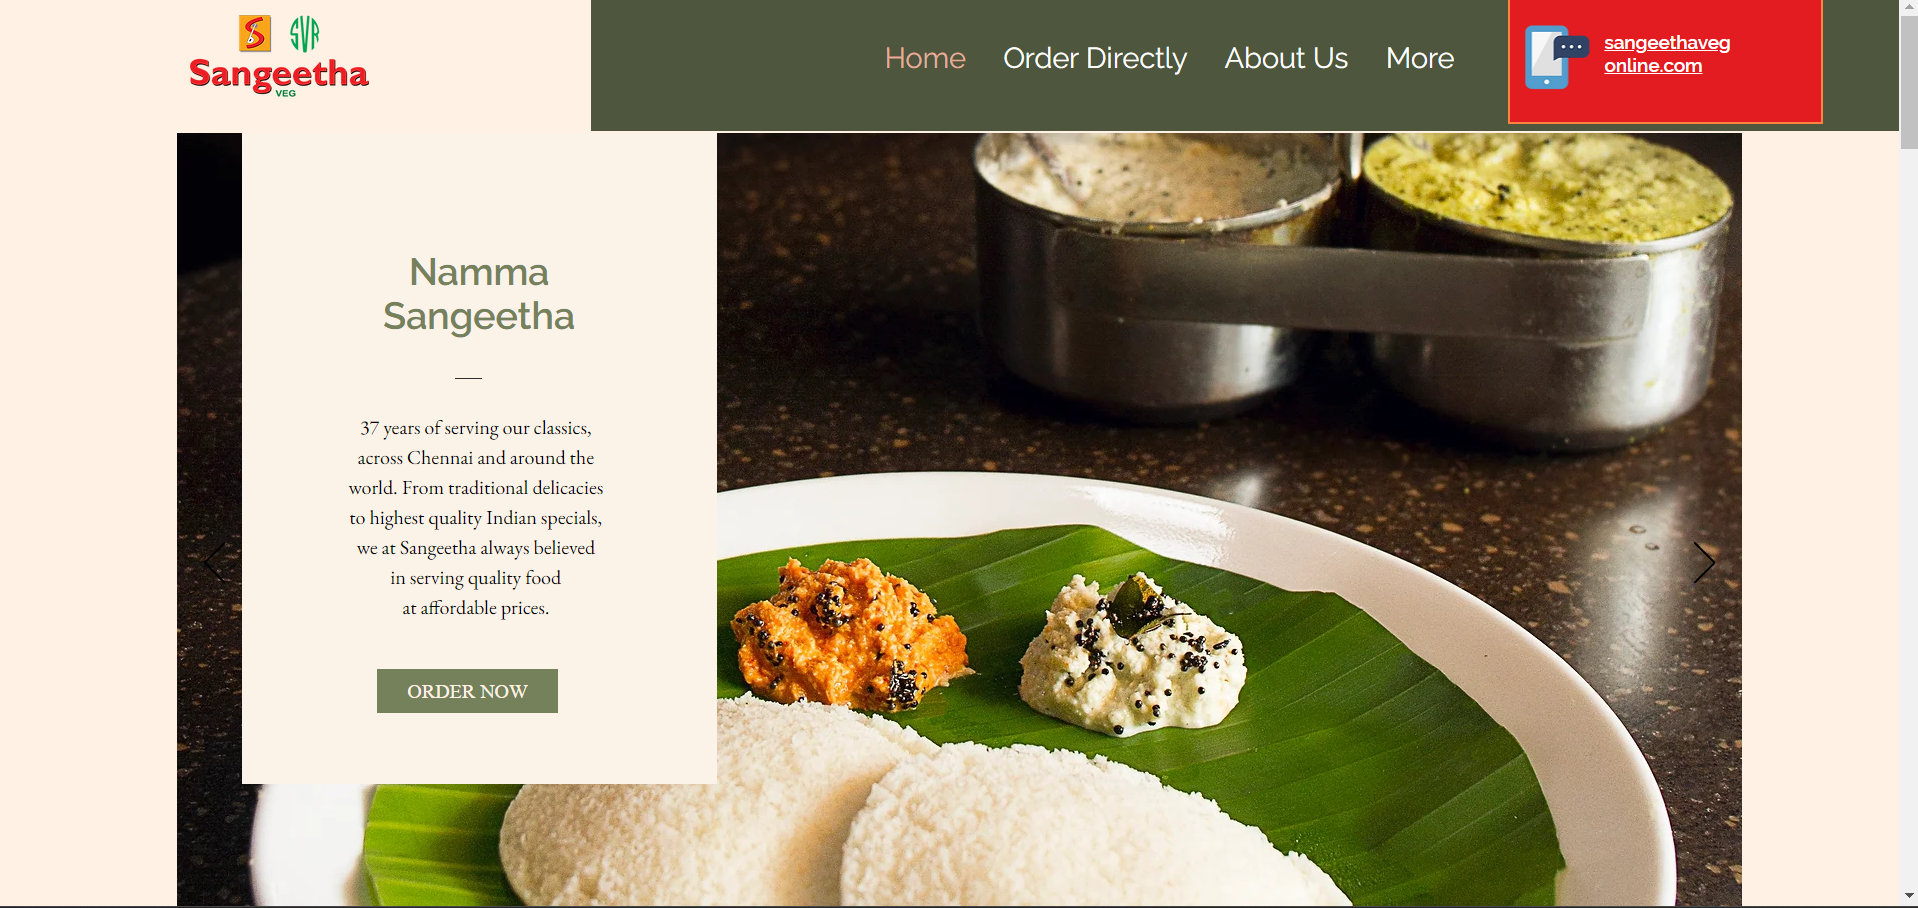 S SVR
Sangeetha
VEG
Home Order Directly About Us More
sangeethaveg
online.com
Namma
Sangeetha
37 years of serving our classics,
across Chennai and around the
world. From traditional delicacies
to highest quality Indian specials,
we at Sangeetha always believed
in serving quality food
at affordable prices.
ORDER NOW